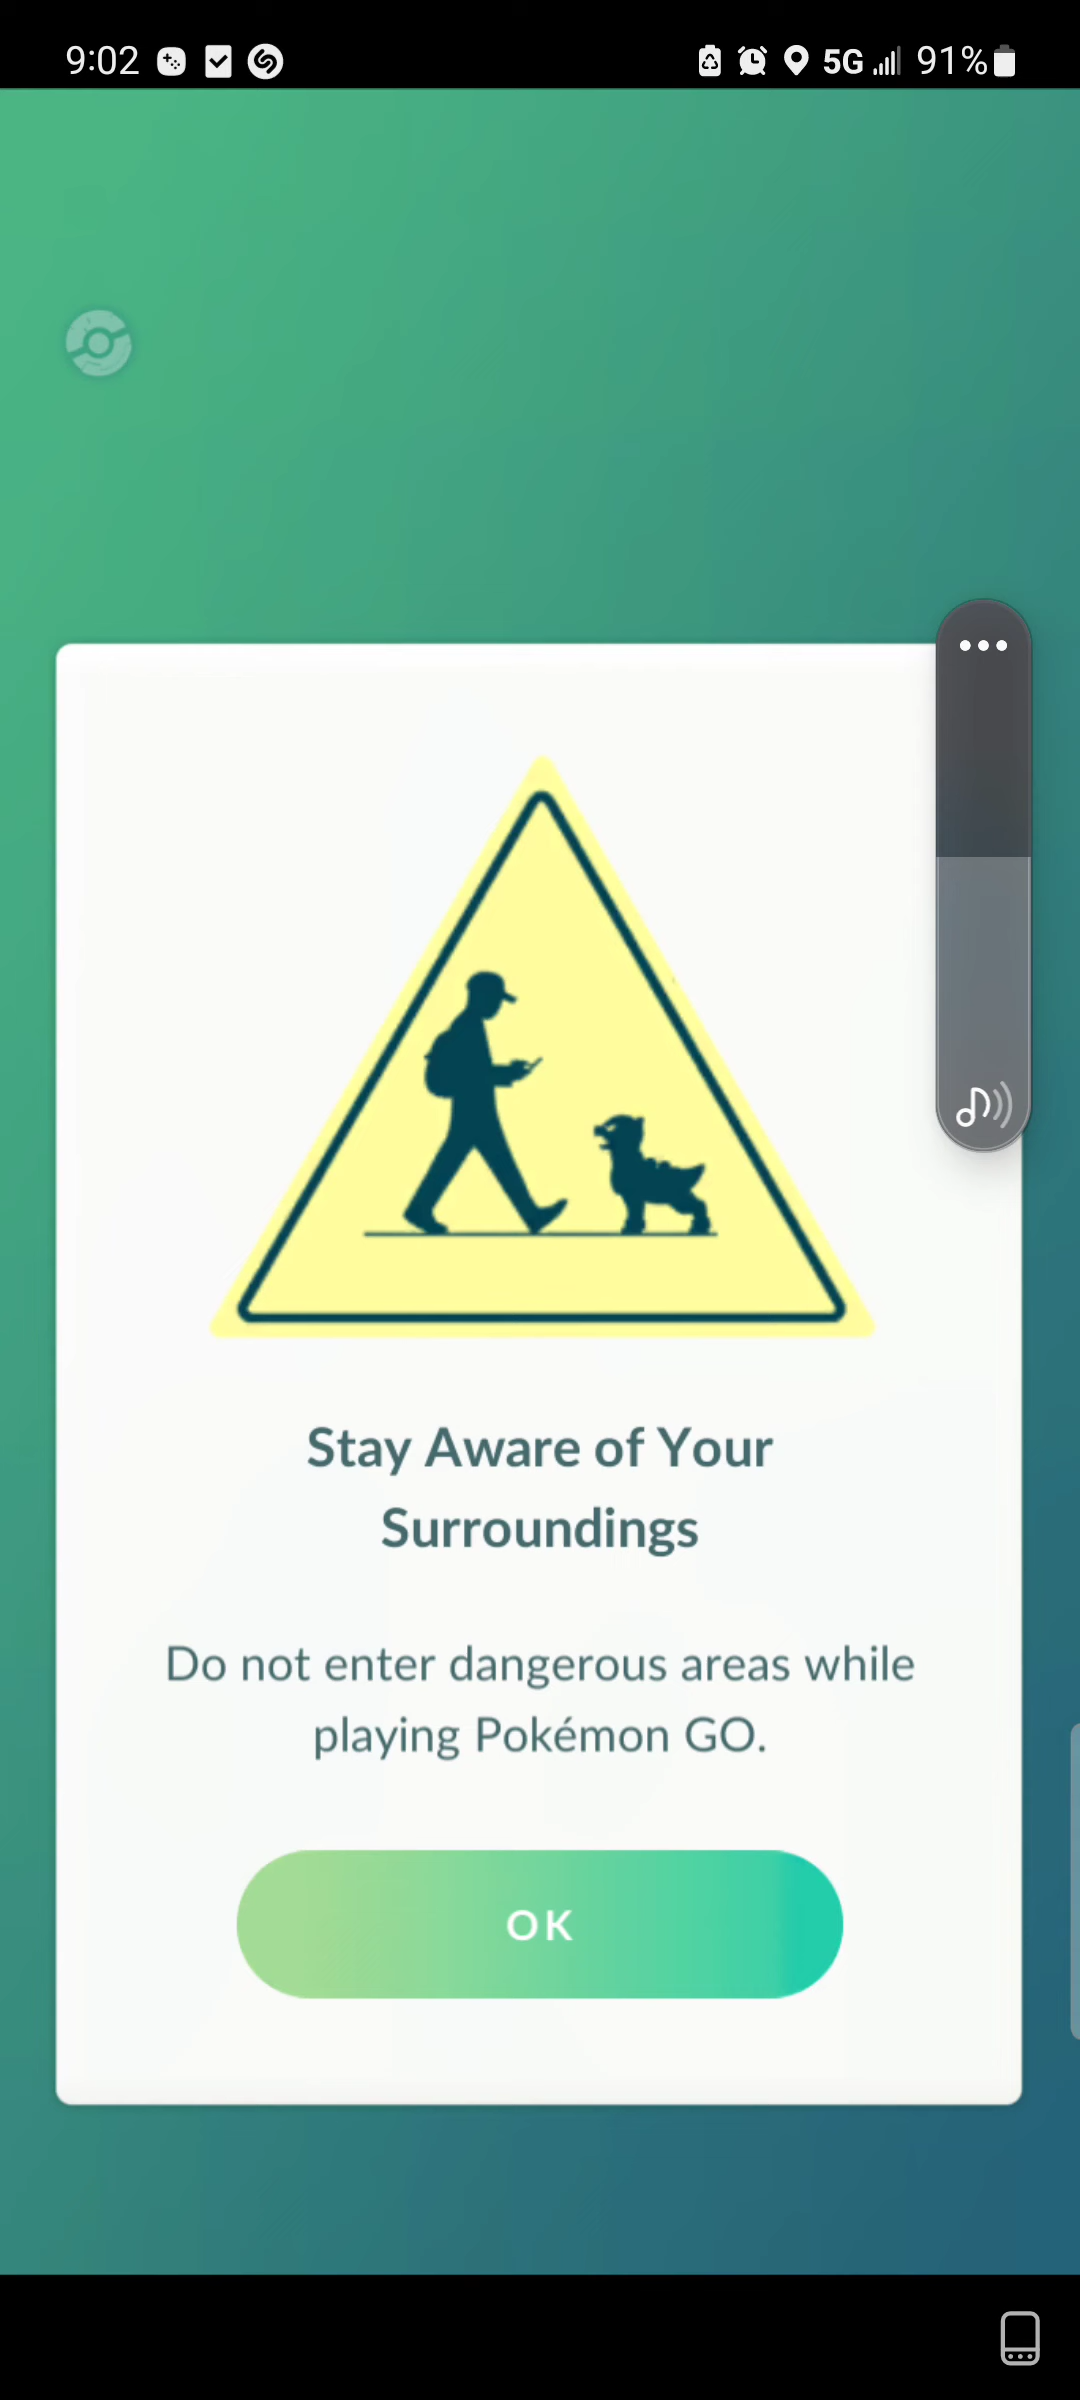 9:02 5G 91%
Stay Aware of Your
Surroundings
Do not enter dangerous areas while
playing Pokémon GO.
OK